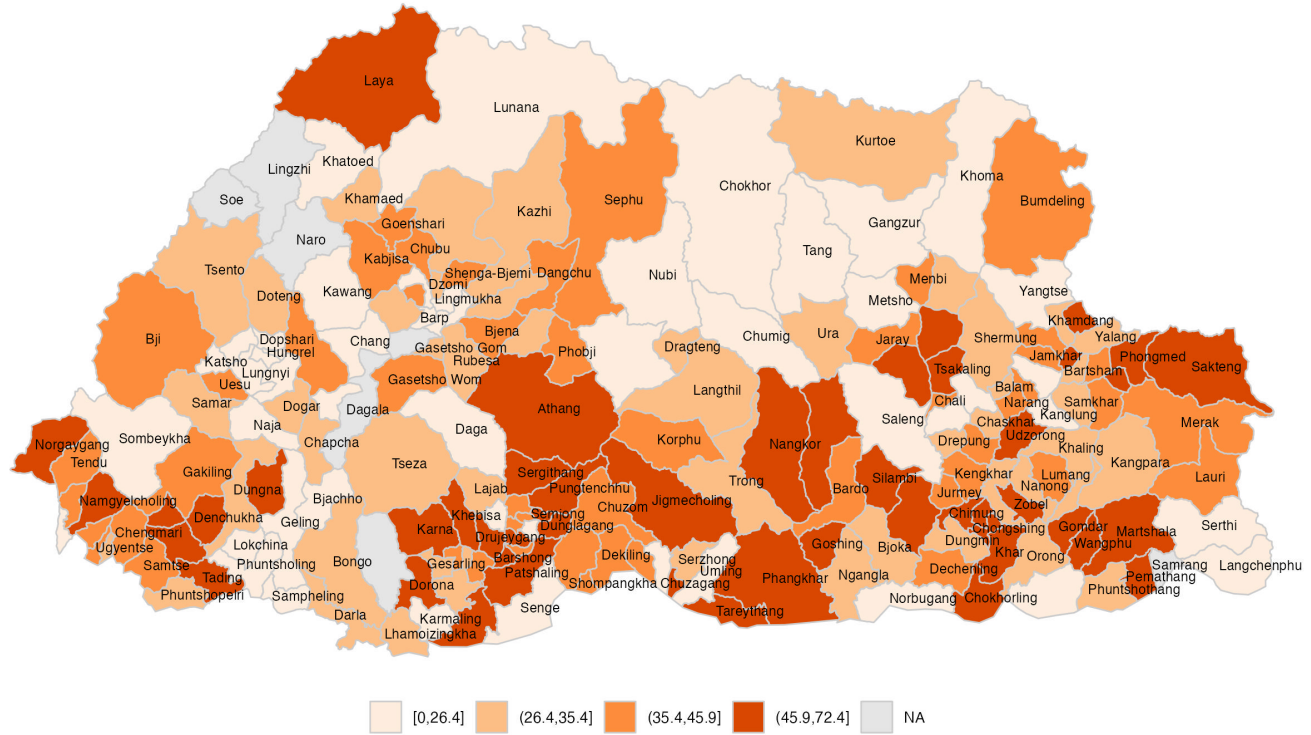 Laya
Lunana
Kurtoe
Lingzhi
Khatoed
Khoma
Chokhor
Soe
Khamaed
Sephu
Bumdeling
Kazhi
Goenshari
Gangzur
Naro
Chubu
Tang
Kabjisa
Tsento
Shenga-Bjemi
Dangchu
Nubi
Menbi
Dzomi
Kawang
Doteng
Lingmukha
Metsho
Yangtse
Barp
Khamdang
Bjena
Ura
Bji
Dopshari
Chang
Chumig
Jaray
Shermung
Yalang
Gasetsho Gom
Dragteng
Hungrel
Phobji
Katsho
Rubesa
Jamkhar
Phongmed
Lungnyi
Tsakaling
Bartsham
Sakteng
Uesu
Gasetsho Wom
Langthil
Balam
Samar
Dogar
Dagala
Athang
Chali
Narang
Samkhar
Kanglung
Naja
Daga
Saleng
Chaskhar
Merak
Sombeykha
Chapcha
Korphu
Drepung
Udzorong
Norgaygang
Nangkor
Khaling
Tendu
Tseza
Kangpara
Gakiling
Sergithang
Trong
Silambi
Kengkhar
Lumang
Lauri
Dungna
Lajab
Pungtenchhu
Bardo
Jurmey
Nanong
Namgyelcholing
Bjachho
Jigmecholing
Chuzom
Zobel
Denchukha
Khebisa
Semjong
Chimung
Geling
Karna
Dunglagang
Chongshing
Gomdar
Serthi
Chengmari
Drujeygang
Martshala
Ugyentse
Lokchina
Goshing
Bjoka
Dungmin
Wangphu
Barshong
Dekiling
Khar
Orong
Samtse
Phuntsholing
Bongo
Gesarling
Serzhong
Samrang
Langchenphu
Tading
Patshaling
Umling
Phangkhar
Ngangla
Dechenling
Pemathang
Dorona
Shompangkha
Chuzagang
Phuntshopelri
Sampheling
Norbugang
Chokhorling
Phuntshothang
Darla
Karmaling
Senge
Tareythang
Lhamoizingkha
[0,26.4]
(26.4,35.4]
(35.4,45.9]
(45.9,72.4]
NA